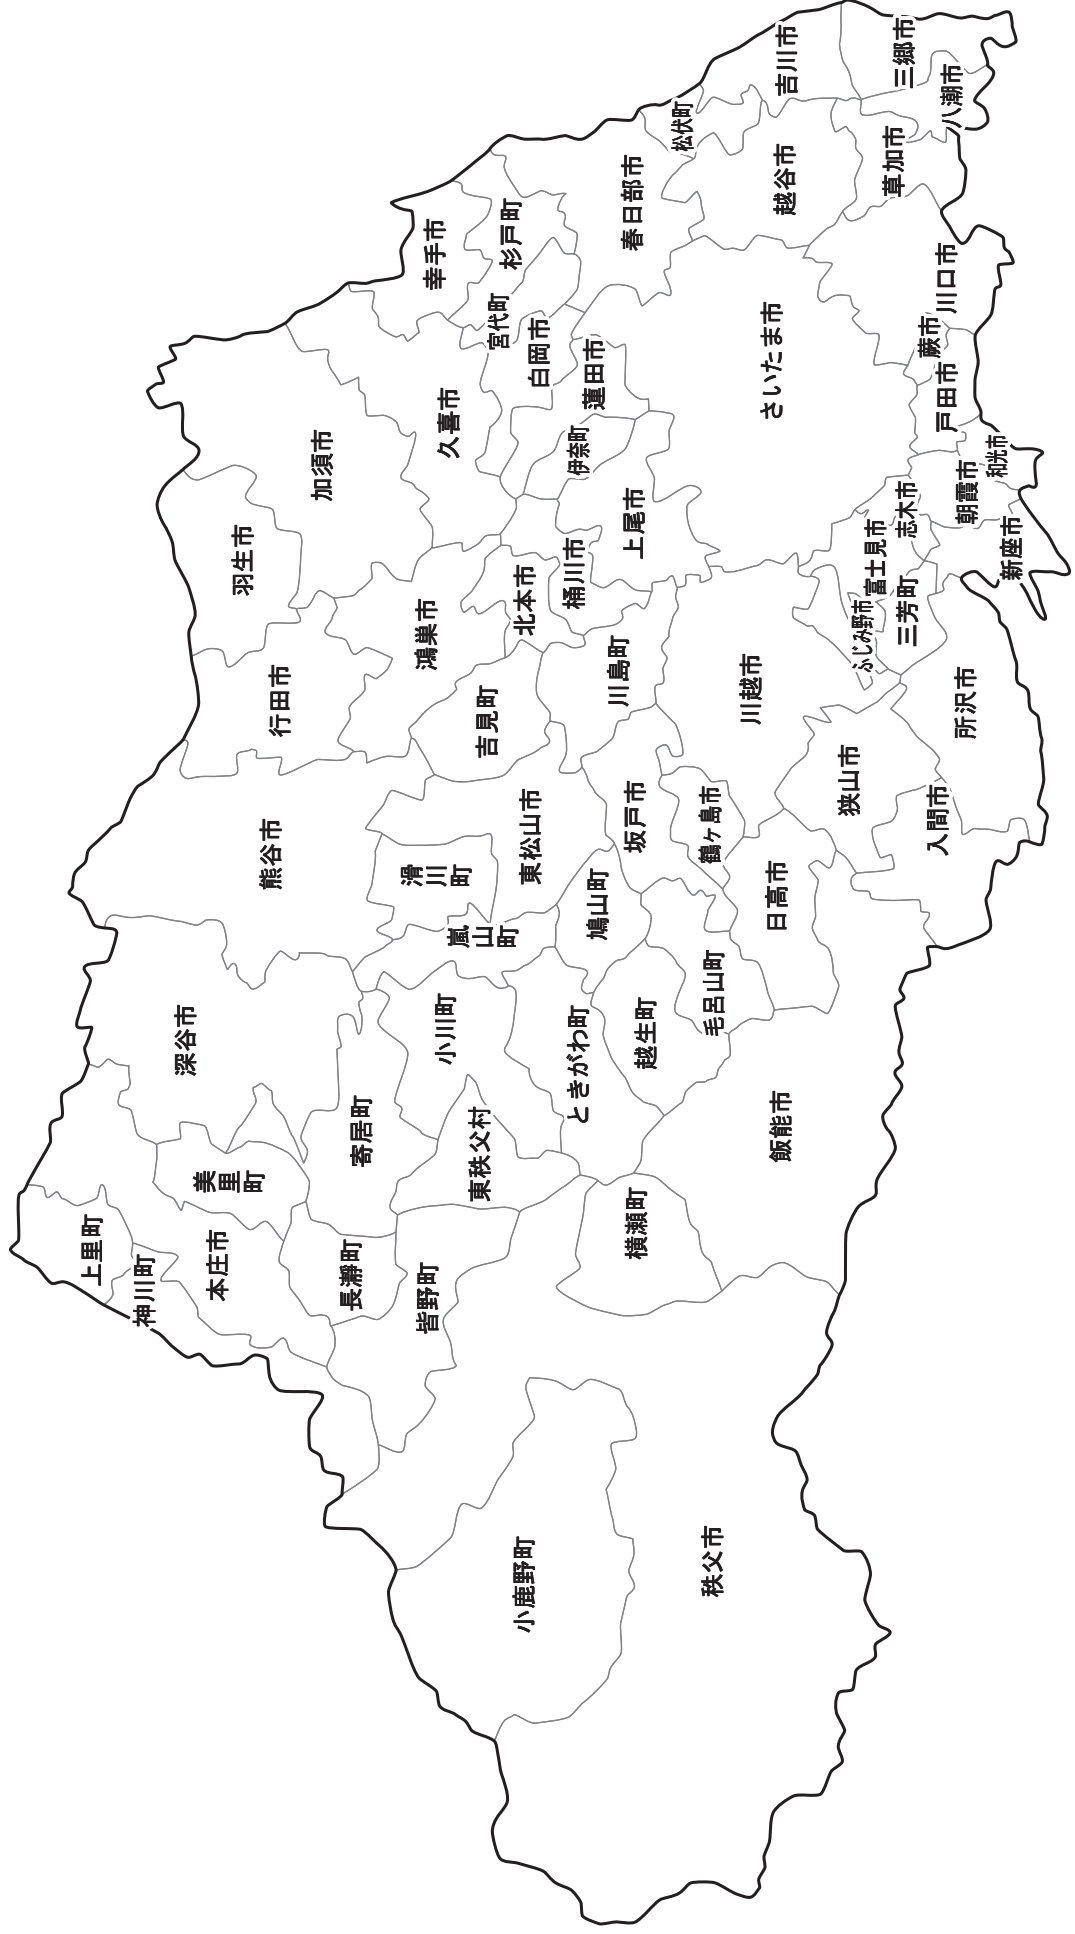 上里町
神川町
本庄市
美里町
深谷市
熊谷市
行田市
羽生市
加須市
寄居町
長瀞町
皆野町
小鹿野町
秩父市
横瀬町
東秩父村
小川町
嵐山町
滑川町
東松山市
吉見町
鴻巣市
北本市
桶川市
久喜市
幸手市
杉戸町
宮代町
白岡市
蓮田市
伊奈町
上尾市
川島町
坂戸市
鳩山町
ときがわ町
越生町
毛呂山町
鶴ヶ島市
日高市
飯能市
川越市
さいたま市
春日部市
松伏町
吉川市
越谷市
三郷市
八潮市
草加市
川口市
蕨市
戸田市
和光市
朝霞市
志木市
新座市
富士見市
ふじみ野市
三芳町
所沢市
狭山市
入間市